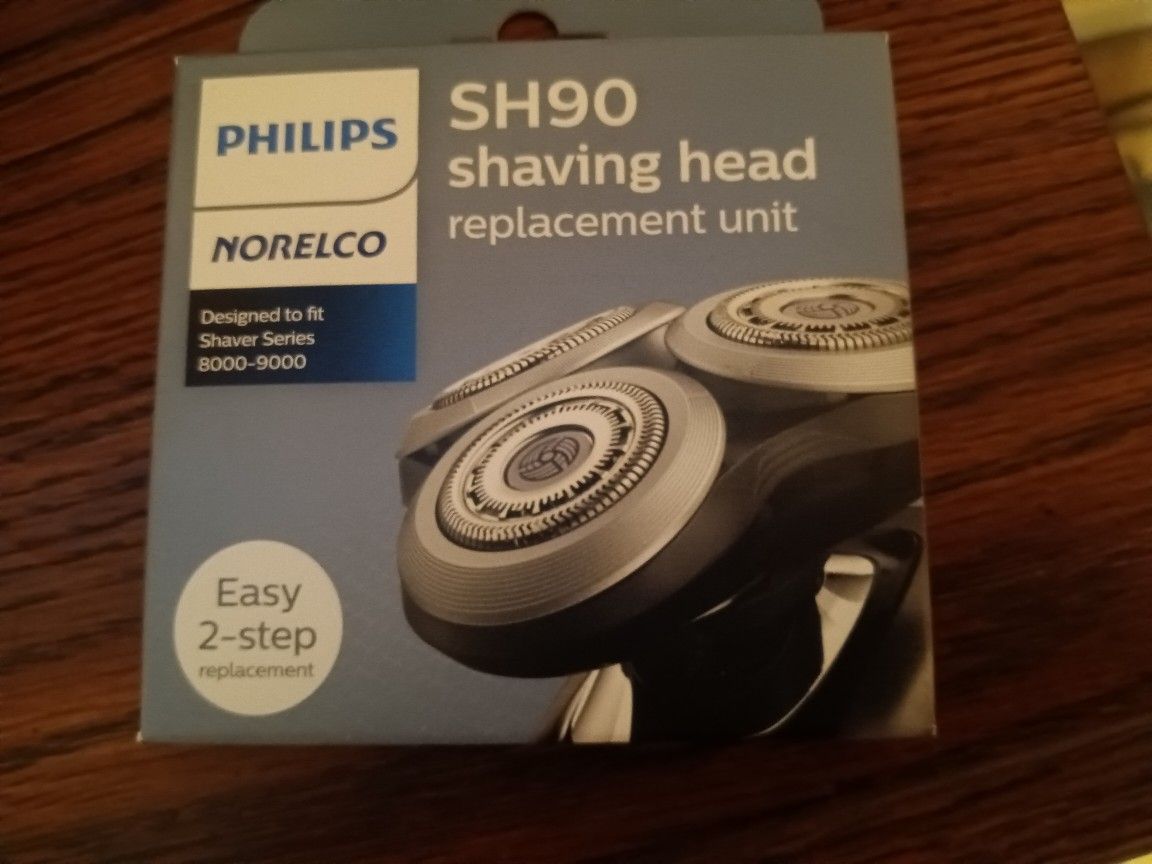 PHILIPS
NORELCO
Designed to fit
Shaver Series
8000-9000
SH90
shaving head
replacement unit
Easy
2-step
replacement